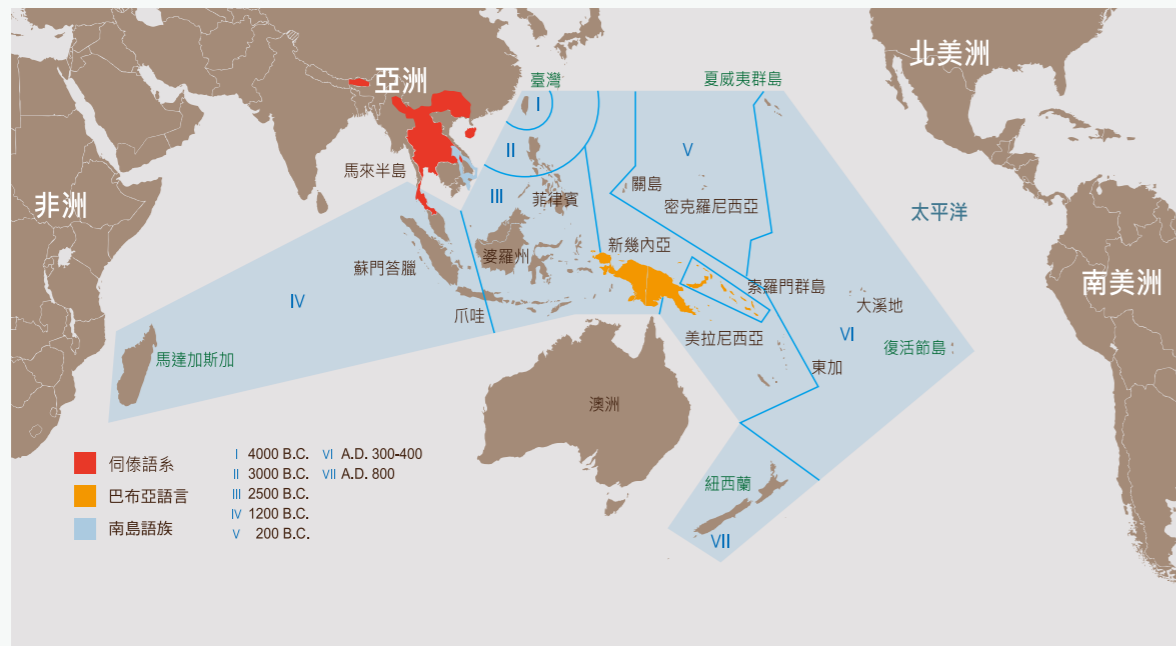 北美洲
亞洲
臺灣
夏威夷群島
I
II
V
馬來半島
III
菲律賓
關島
密克羅尼西亞
非洲
太平洋
新幾內亞
婆羅州
蘇門答臘
索羅門群島
南美洲
IV
爪哇
大溪地
美拉尼西亞
VI
復活節島
馬達加斯加
東加
澳洲
紐西蘭
VII
侗傣語系
巴布亞語言
南島語族
I 4000 B.C.
II 3000 B.C.
III 2500 B.C.
IV 1200 B.C.
V 200 B.C.
VI A.D. 300-400
VII A.D. 800